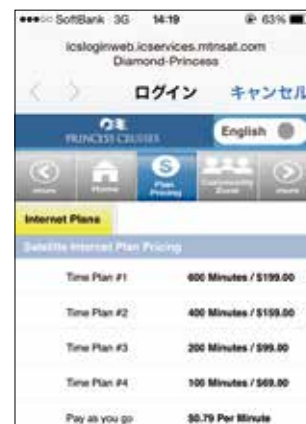 SoftBank 3G 14:19 63%
icsloginweb.icservices.mtnsat.com
Diamond-Princess
ログイン キャンセル
PRINCESS CRUISES English
more Home Plan Pricing Community Zone more
Internet Plans
Satellite Internet Plan Pricing
Time Plan #1 600 Minutes / $199.00
Time Plan #2 400 Minutes / $159.00
Time Plan #3 200 Minutes / $99.00
Time Plan #4 100 Minutes / $69.00
Pay as you go $0.79 Per Minute